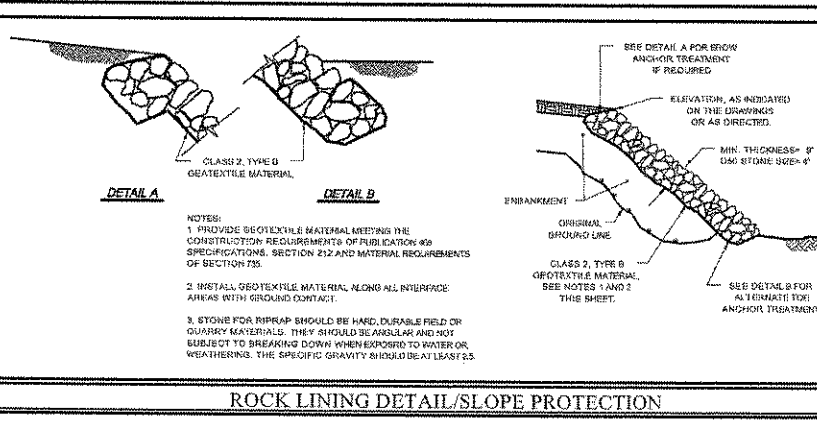 CLASS 2, TYPE B
GEATEXTILE MATERIAL
DETAIL A
DETAIL B
NOTES:
1. PROVIDE GEOTEXTILE MATERIAL MEETING THE
CONSTRUCTION REQUIREMENTS OF PUBLICATION 408
SPECIFICATIONS, SECTION 212 AND MATERIAL REQUIREMENTS
OF SECTION 735.
2. INSTALL GEOTEXTILE MATERIAL ALONG ALL INTERFACE
AREAS WITH GROUND CONTACT.
3. STONE FOR RIPRAP SHOULD BE HARD, DURABLE FIELD OR
QUARRY MATERIALS. THEY SHOULD BE ANGULAR AND NOT
SUBJECT TO BREAKING DOWN WHEN EXPOSED TO WATER OR
WEATHERING. THE SPECIFIC GRAVITY SHOULD BE AT LEAST 2.5.
SEE DETAIL A FOR BROW
ANCHOR TREATMENT
IF REQUIRED
ELEVATION, AS INDICATED
ON THE DRAWINGS
OR AS DIRECTED.
MIN. THICKNESS= 9"
D50 STONE SIZE= 4"
EMBANKMENT
ORIGINAL
GROUND LINE
CLASS 2, TYPE B
GEOTEXTILE MATERIAL,
SEE NOTES 1 AND 2
THIS SHEET.
SEE DETAIL B FOR
ALTERNATE TOE
ANCHOR TREATMENT
ROCK LINING DETAIL/SLOPE PROTECTION